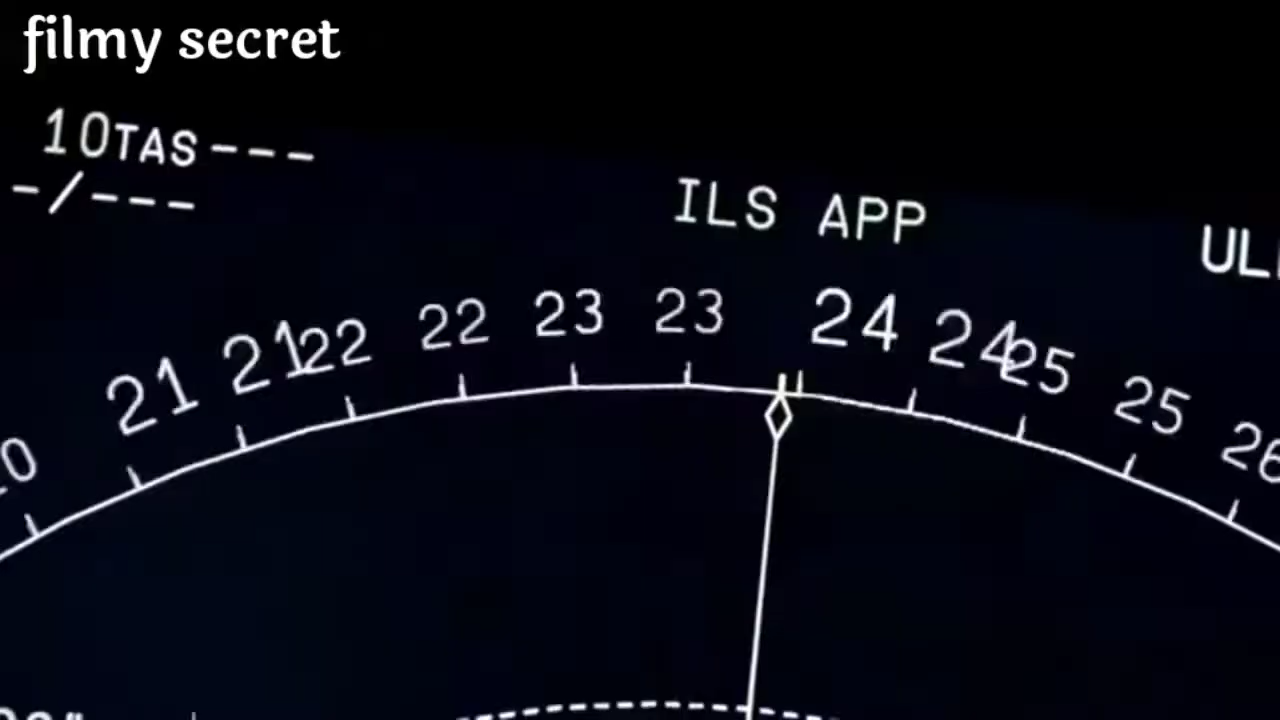 filmy secret
10TAS---
-/---
ILS APP
21 21 22 22 23 23 24 24 25 25